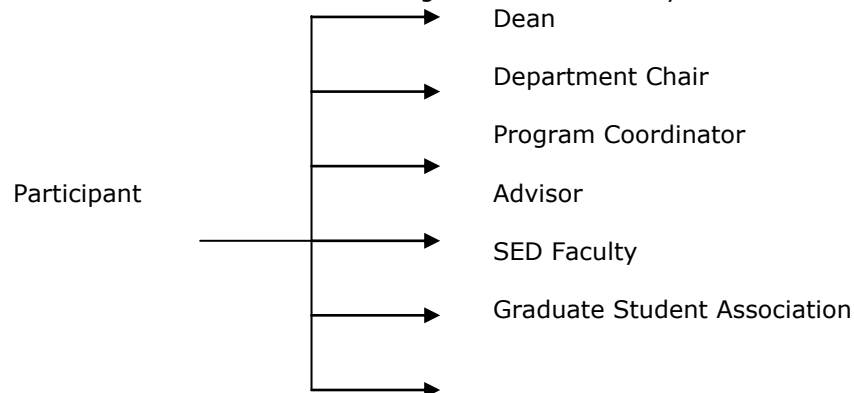 Dean
Department Chair
Program Coordinator
Participant
Advisor
SED Faculty
Graduate Student Association